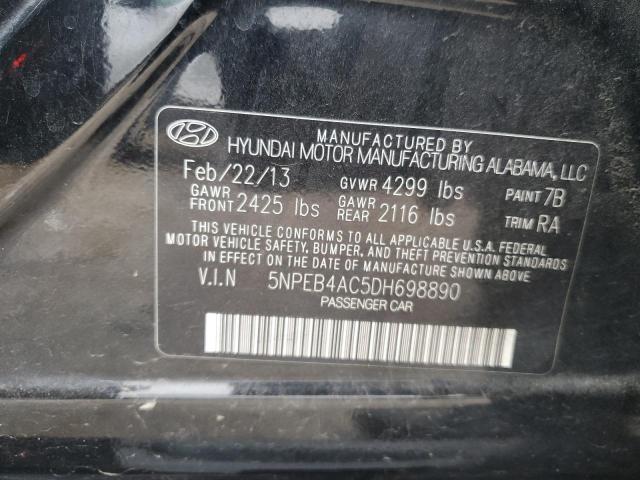 MANUFACTURED BY
HYUNDAI MOTOR MANUFACTURING ALABAMA, LLC
Feb/22/13 GVWR 4299 lbs PAINT 7B
GAWR FRONT 2425 lbs GAWR REAR 2116 lbs TRIM RA
THIS VEHICLE CONFORMS TO ALL APPLICABLE U.S.A. FEDERAL
MOTOR VEHICLE SAFETY, BUMPER, AND THEFT PREVENTION STANDARDS
IN EFFECT ON THE DATE OF MANUFACTURE SHOWN ABOVE.
V.I.N 5NPEB4AC5DH698890
PASSENGER CAR